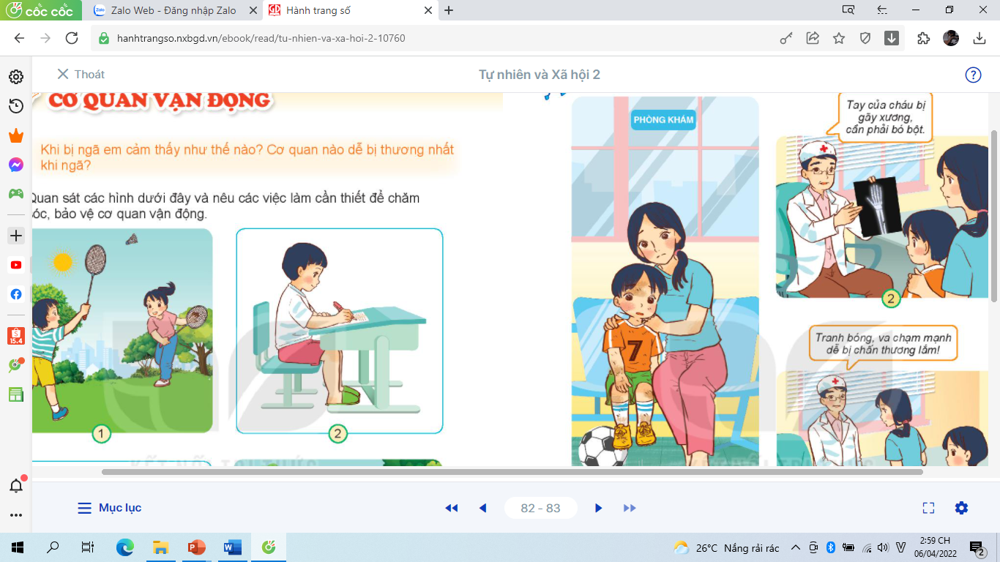 cốc cốc
Zalo Web - Đăng nhập Zalo
Hành trang số
hanhtrangso.nxbgd.vn/ebook/read/tu-nhien-va-xa-hoi-2-10760
Thoát
Tự nhiên và Xã hội 2
CƠ QUAN VẬN ĐỘNG
Khi bị ngã em cảm thấy như thế nào? Cơ quan nào dễ bị thương nhất
khi ngã?
Quan sát các hình dưới đây và nêu các việc làm cần thiết để chăm
sóc, bảo vệ cơ quan vận động.
1
2
PHÒNG KHÁM
7
Tay của cháu bị
gãy xương,
cần phải bó bột.
2
Tranh bóng, va chạm mạnh
dễ bị chấn thương lắm!
KẾT NỐI TRI THỨC
15.4
Mục lục
82 - 83
26°C Nắng rải rác
V
2:59 CH
06/04/2022
2